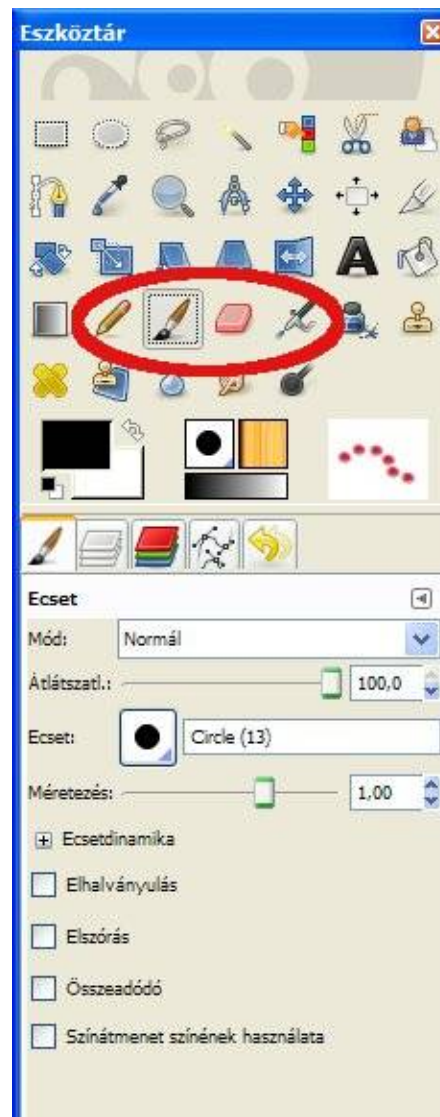 Eszköztár
Ecset
Mód: Normál
Átlátszatl.: 100,0
Ecset: Circle (13)
Méretezés: 1,00
Ecsetdinamika
Elhalványulás
Elszórás
Összeadódó
Színátmenet színének használata